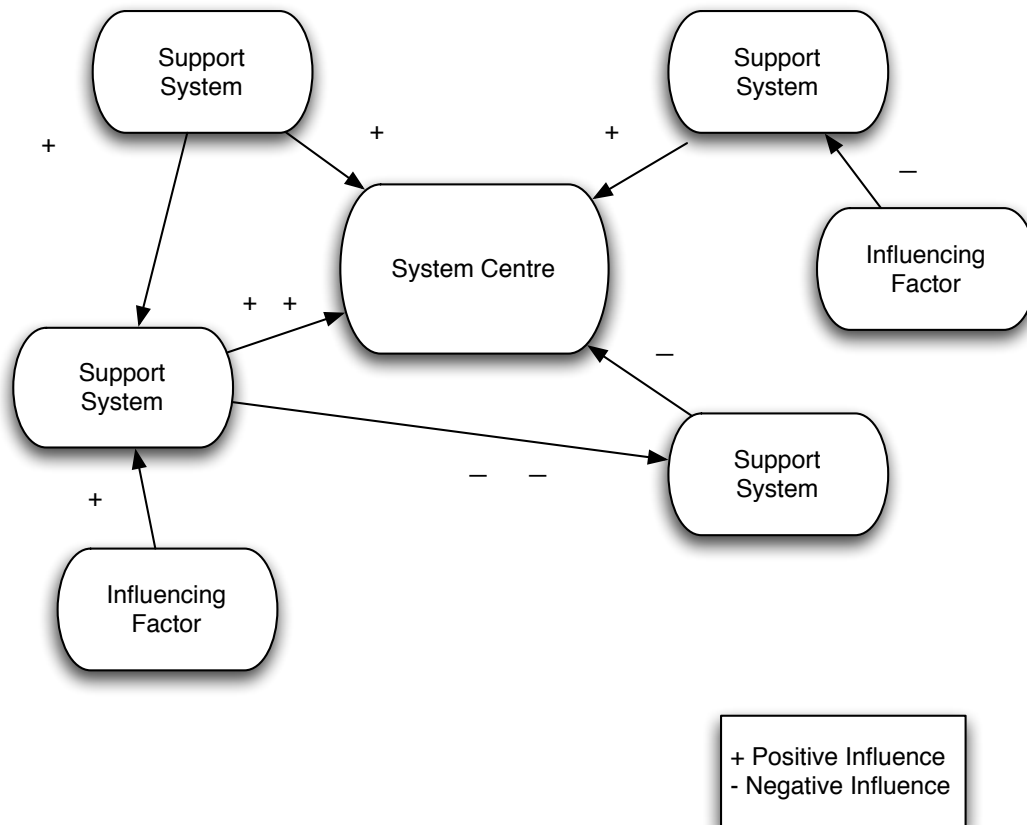 Support
System
Support
System
+
+
+
—
Influencing
Factor
System Centre
+ +
—
Support
System
Support
System
— —
+
Influencing
Factor
+ Positive Influence
- Negative Influence